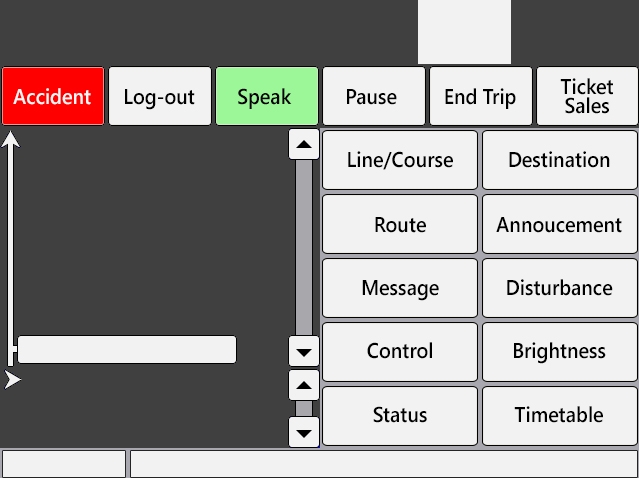 Accident
Log-out
Speak
Pause
End Trip
Ticket
Sales
Line/Course
Destination
Route
Annoucement
Message
Disturbance
Control
Brightness
Status
Timetable